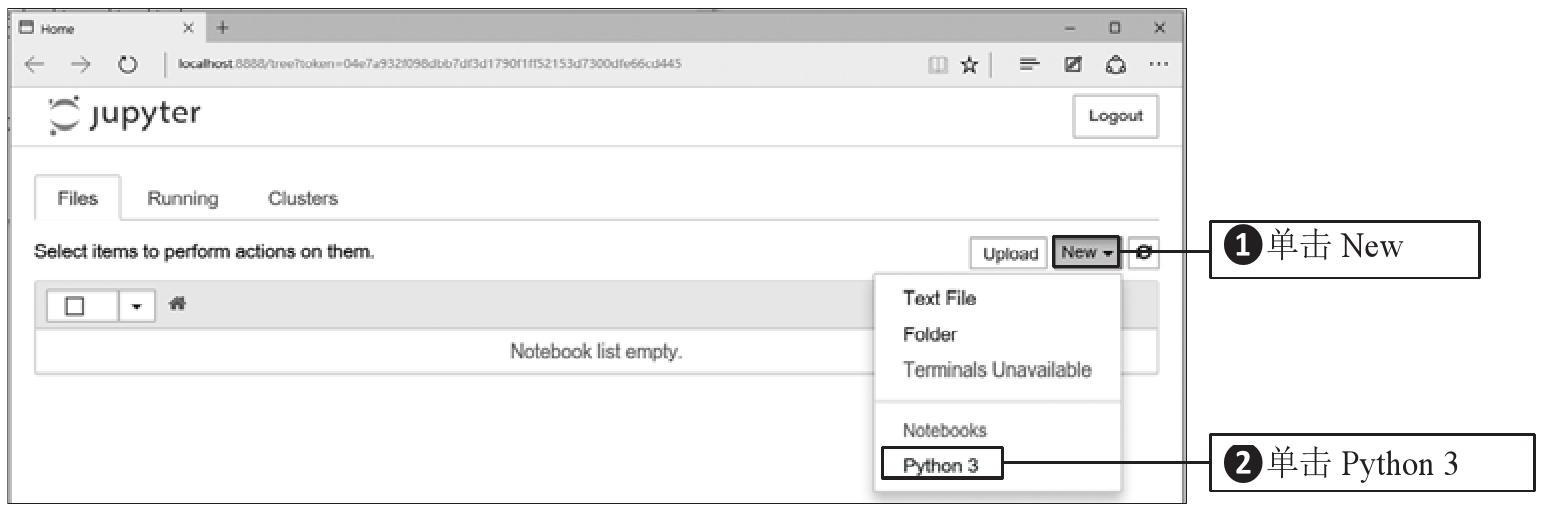 Home
localhost:8888/tree?token=04e7a932f098dbb7df3d1790f1ff52153d7300dfe66cd445
jupyter
Logout
Files Running Clusters
Select items to perform actions on them.
Upload New
❶单击 New
Text File
Folder
Notebook list empty.
Terminals Unavailable
Notebooks
Python 3
❷单击 Python 3